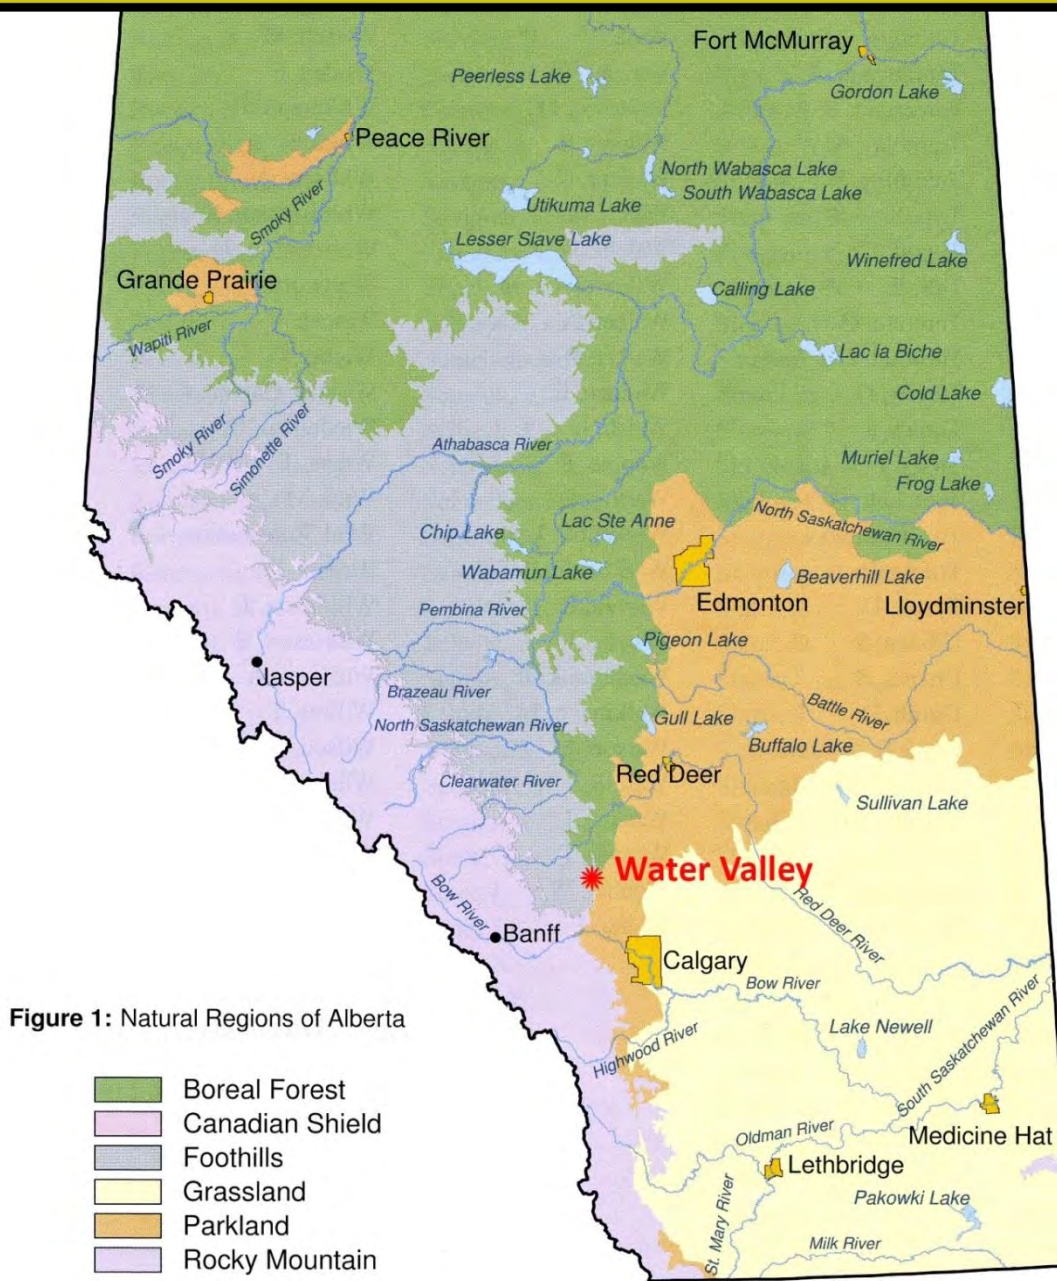 Fort McMurray
Peerless Lake
Gordon Lake
Peace River
North Wabasca Lake
South Wabasca Lake
Utikuma Lake
Smoky River
Lesser Slave Lake
Winefred Lake
Grande Prairie
Calling Lake
Wapiti River
Lac la Biche
Cold Lake
Smoky River
Simonette River
Athabasca River
Muriel Lake
Frog Lake
Chip Lake
Lac Ste Anne
North Saskatchewan River
Wabamun Lake
Beaverhill Lake
Edmonton
Lloydminster
Pembina River
Pigeon Lake
Jasper
Brazeau River
North Saskatchewan River
Gull Lake
Battle River
Buffalo Lake
Red Deer
Clearwater River
Sullivan Lake
Water Valley
Bow River
Red Deer River
Banff
Calgary
Bow River
Figure 1: Natural Regions of Alberta
Highwood River
Lake Newell
South Saskatchewan River
Boreal Forest
Canadian Shield
Foothills
Grassland
Parkland
Rocky Mountain
Oldman River
Medicine Hat
Lethbridge
St. Mary River
Pakowki Lake
Milk River